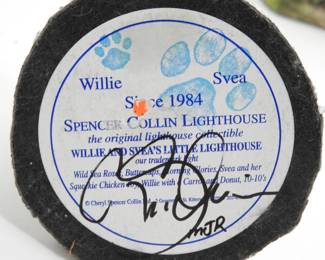 Willie Svea
Since 1984
SPENCER COLLIN LIGHTHOUSE
the original lighthouse collectible
WILLIE AND SVEA'S LITTLE LIGHTHOUSE
our trademark light
Wild Sea Roses, Buttercups, Morning Glories, Svea and her
Squeekie Chicken Toy, Willie with a Carrot and Donut, 10-10's
© Cheryl Spencer Collin
MJR